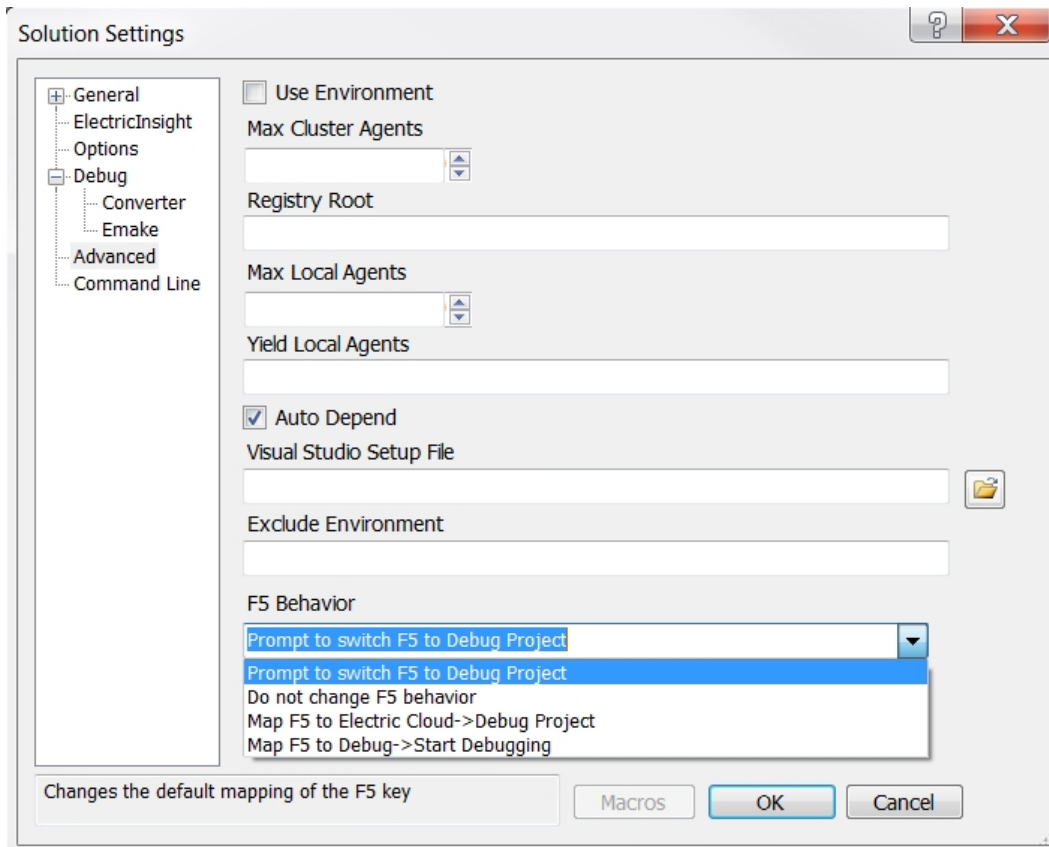 Solution Settings
General
ElectricInsight
Options
Debug
Converter
Emake
Advanced
Command Line
Use Environment
Max Cluster Agents
Registry Root
Max Local Agents
Yield Local Agents
Auto Depend
Visual Studio Setup File
Exclude Environment
F5 Behavior
Prompt to switch F5 to Debug Project
Prompt to switch F5 to Debug Project
Do not change F5 behavior
Map F5 to Electric Cloud->Debug Project
Map F5 to Debug->Start Debugging
Changes the default mapping of the F5 key
Macros
OK
Cancel